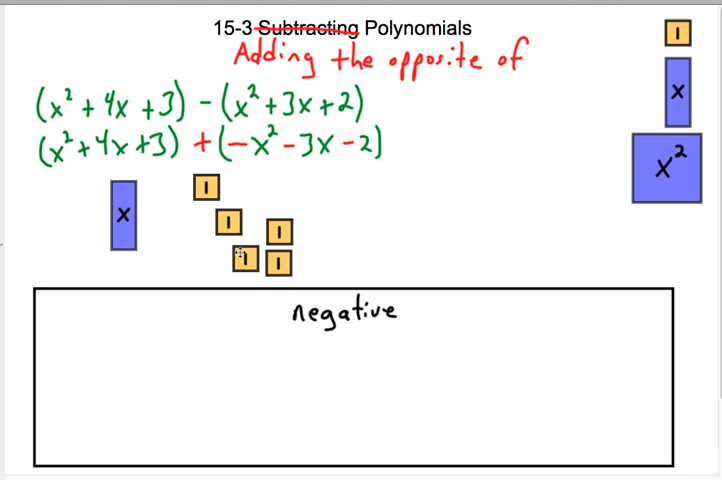 15-3 Subtracting Polynomials
Adding the opposite of
(x² + 4x + 3) - (x² + 3x + 2)
(x² + 4x + 3) + (-x² - 3x - 2)
1
x
x²
x
1
1
1
1
1
negative